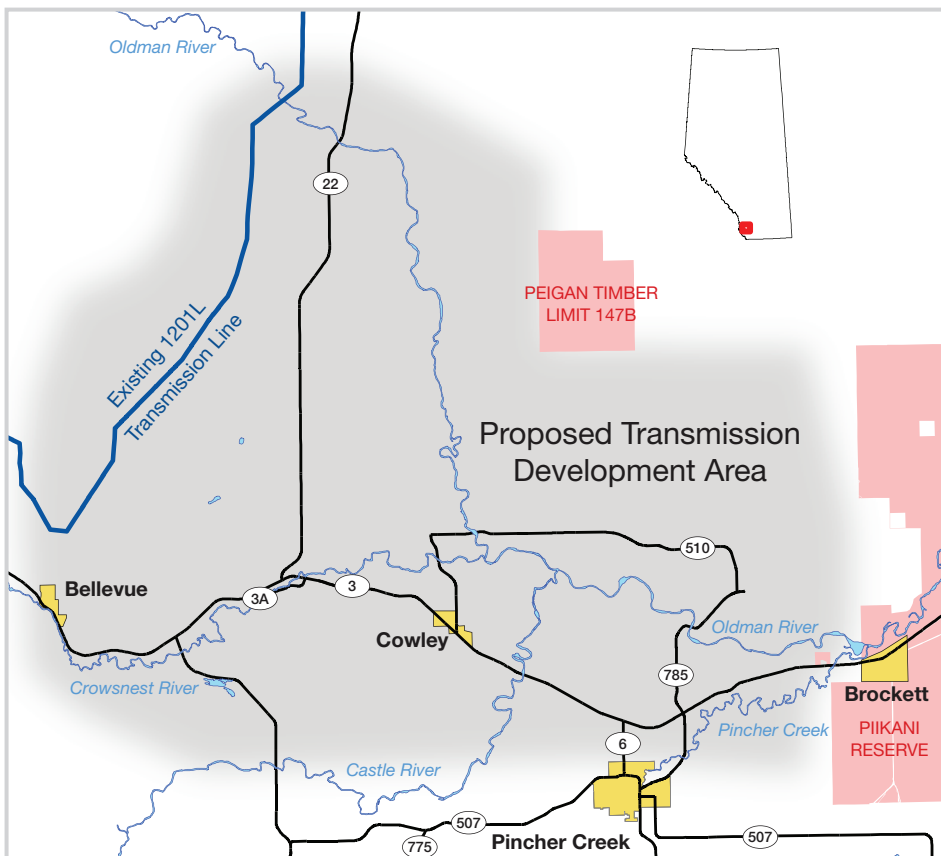 Oldman River
22
PEIGAN TIMBER
LIMIT 147B
Existing 1201L
Transmission Line
Proposed Transmission
Development Area
510
Bellevue
3A
3
Cowley
Oldman River
785
Crowsnest River
Brockett
Pincher Creek
PIIKANI
RESERVE
6
Castle River
507
775
Pincher Creek
507